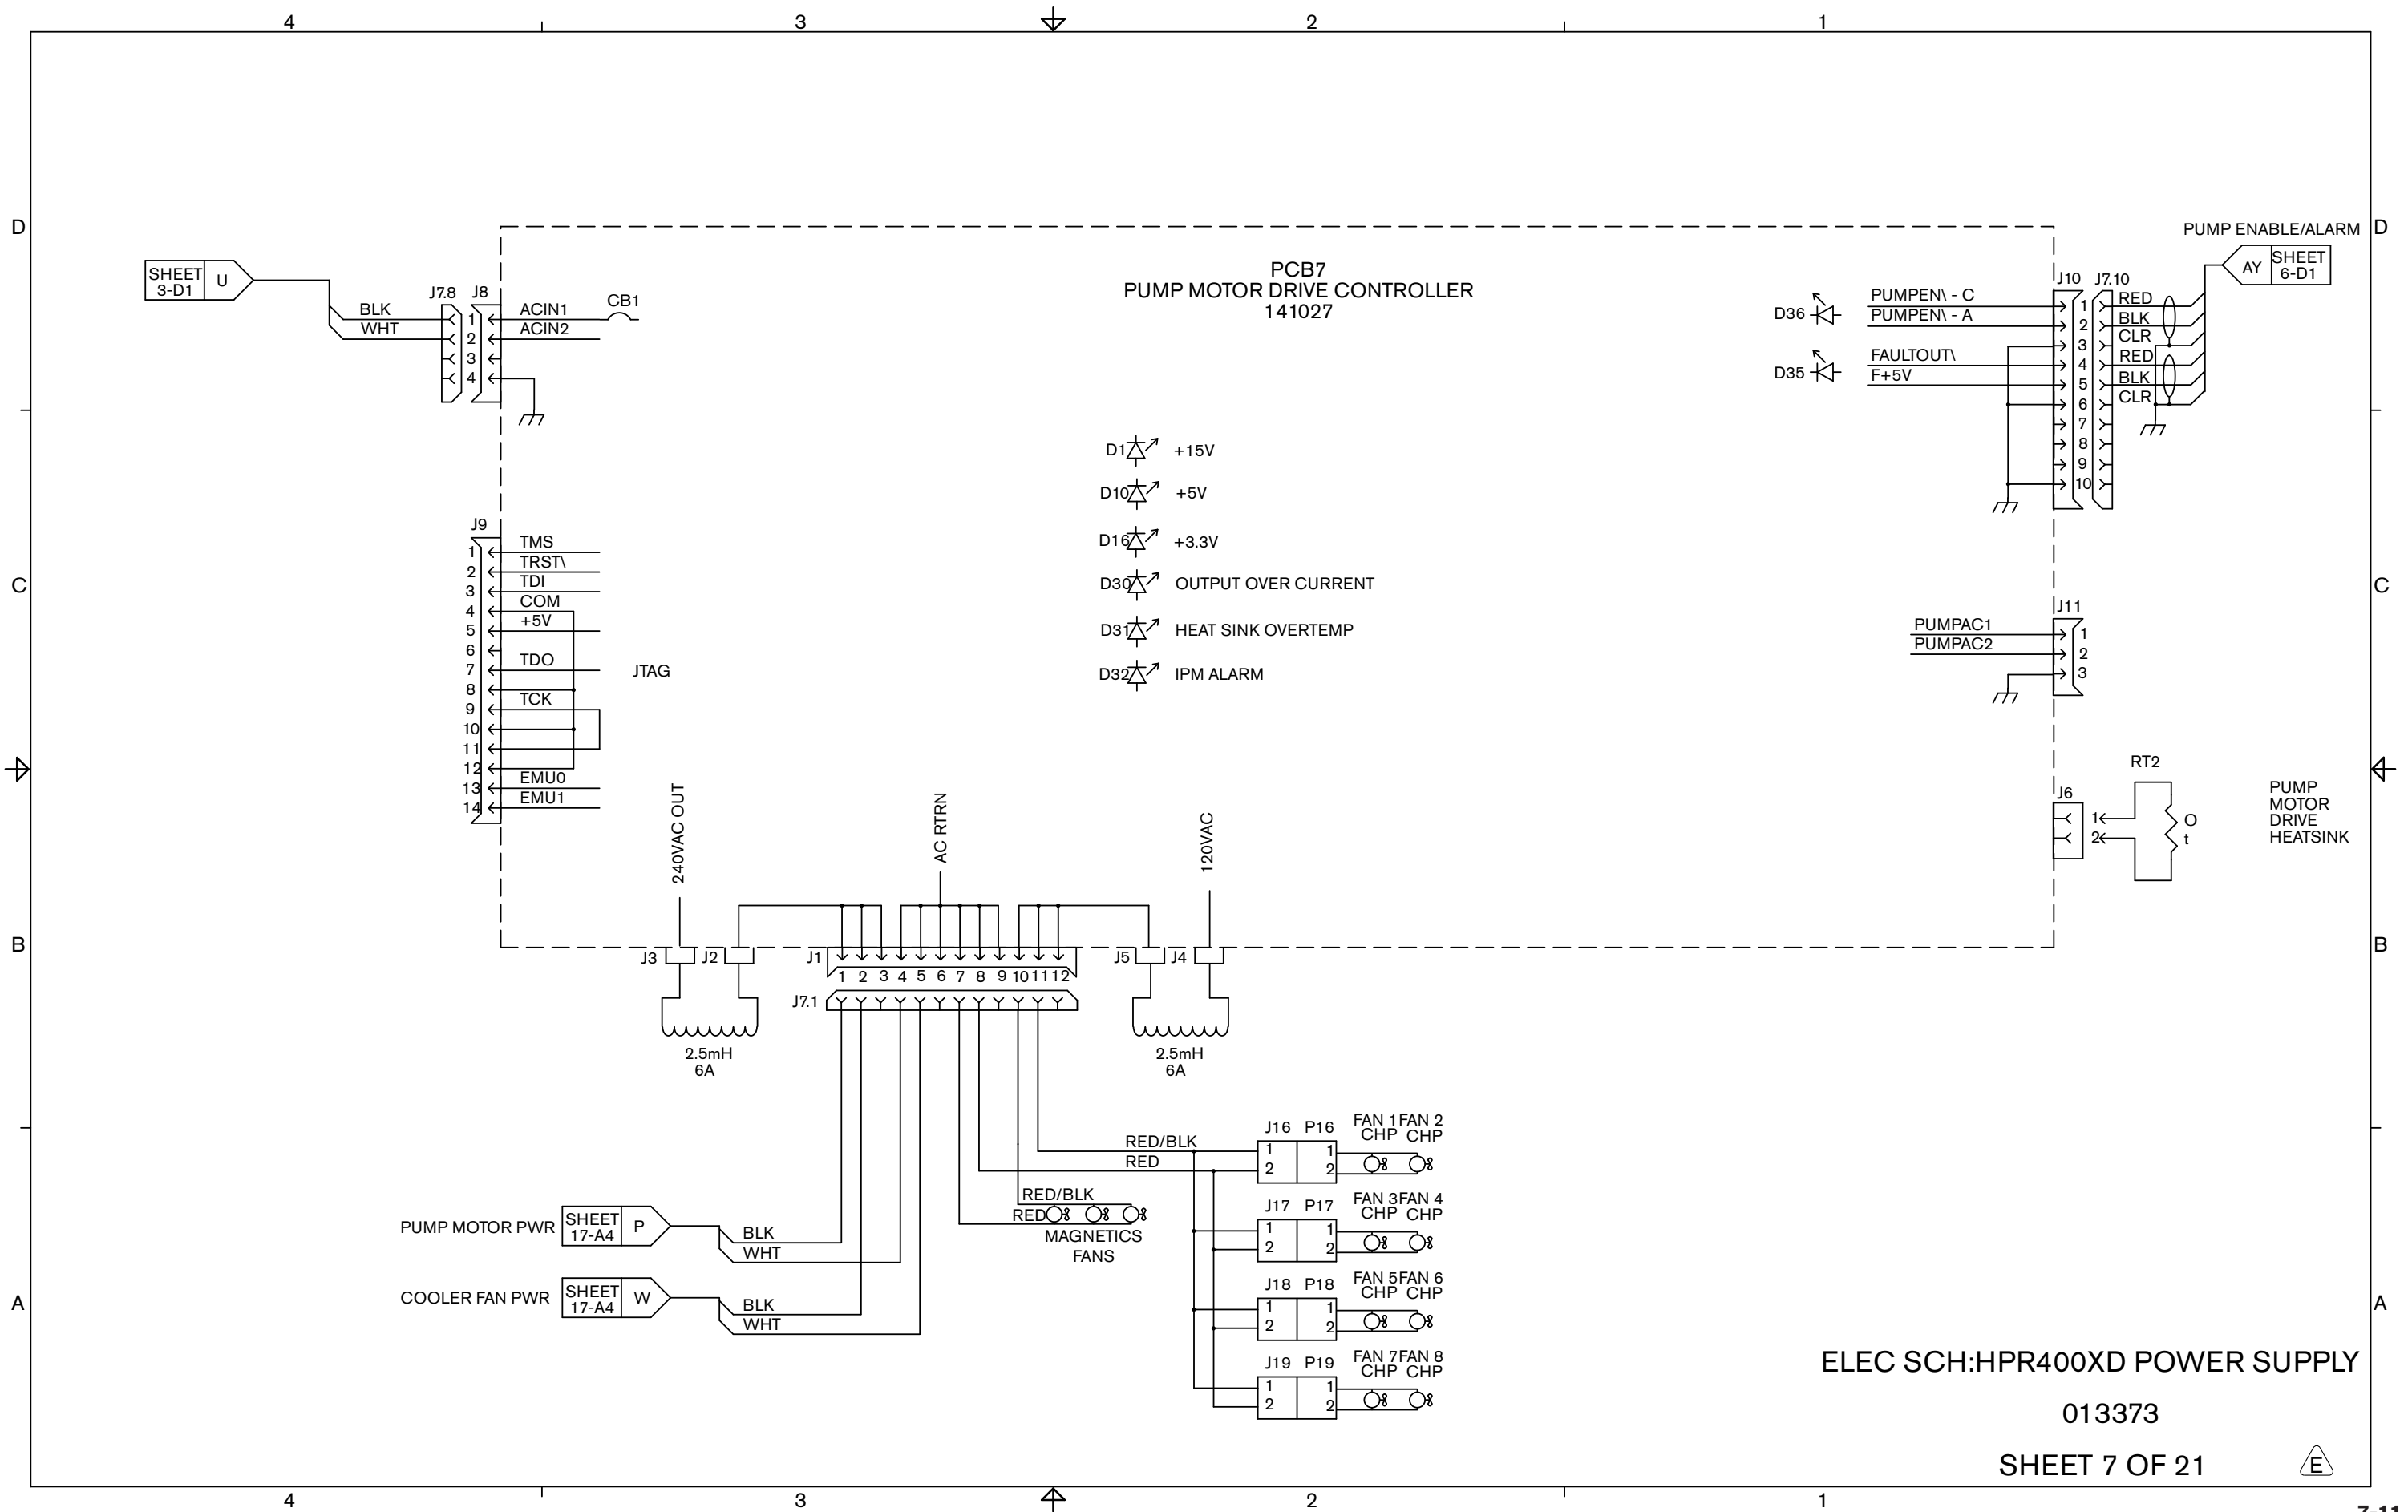 4 3 2 1
D D
PUMP ENABLE/ALARM
SHEET
3-D1
U
AY
SHEET
6-D1
PCB7
PUMP MOTOR DRIVE CONTROLLER
141027
J7.8 J8
BLK
WHT
1
2
3
4
ACIN1
ACIN2
CB1
D36
D35
PUMPEN\ - C
PUMPEN\ - A
FAULTOUT\
F+5V
J10 J7.10
1
2
3
4
5
6
7
8
9
10
RED
BLK
CLR
RED
BLK
CLR
D1 +15V
D10 +5V
D16 +3.3V
D30 OUTPUT OVER CURRENT
D31 HEAT SINK OVERTEMP
D32 IPM ALARM
C C
J9
1 TMS
2 TRST\
3 TDI
4 COM
5 +5V
6
7 TDO
8
9 TCK
10
11
12
13 EMU0
14 EMU1
JTAG
J11
PUMPAC1 1
PUMPAC2 2
3
RT2
J6
1
2
O
t
PUMP
MOTOR
DRIVE
HEATSINK
240VAC OUT
AC RTRN
120VAC
B B
J3 J2 J1 J5 J4
1 2 3 4 5 6 7 8 9 10 11 12
J7.1
2.5mH
6A
2.5mH
6A
RED/BLK
RED
J16 P16
1 1
2 2
FAN 1 FAN 2
CHP CHP
RED/BLK
RED
MAGNETICS
FANS
J17 P17
1 1
2 2
FAN 3 FAN 4
CHP CHP
PUMP MOTOR PWR
SHEET
17-A4
P
BLK
WHT
J18 P18
1 1
2 2
FAN 5 FAN 6
CHP CHP
COOLER FAN PWR
SHEET
17-A4
W
BLK
WHT
A A
J19 P19
1 1
2 2
FAN 7 FAN 8
CHP CHP
ELEC SCH:HPR400XD POWER SUPPLY
013373
SHEET 7 OF 21
E
4 3 2 1